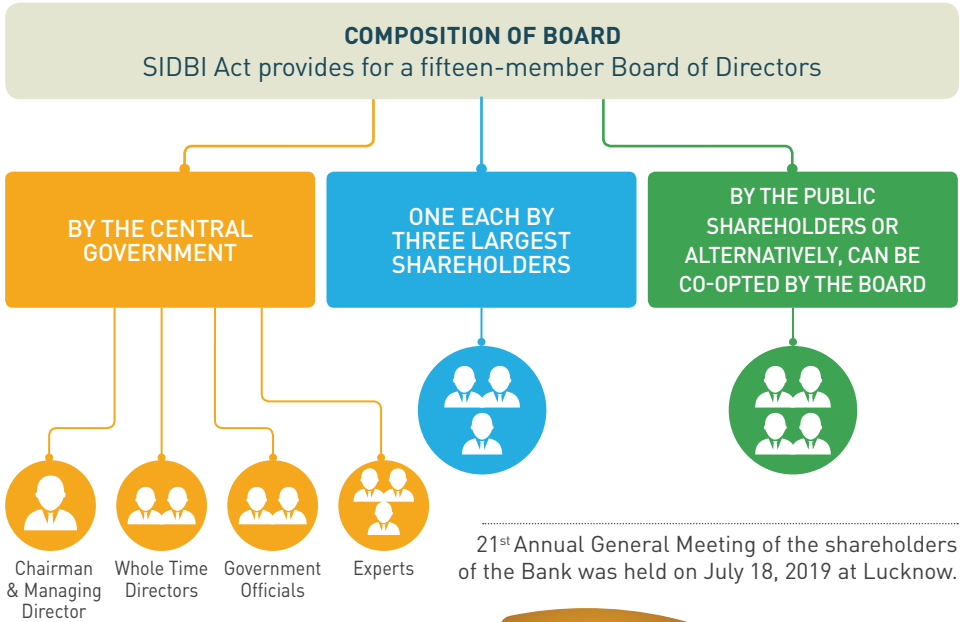 COMPOSITION OF BOARD
SIDBI Act provides for a fifteen-member Board of Directors
BY THE CENTRAL
GOVERNMENT
ONE EACH BY
THREE LARGEST
SHAREHOLDERS
BY THE PUBLIC
SHAREHOLDERS OR
ALTERNATIVELY, CAN BE
CO-OPTED BY THE BOARD
Chairman
& Managing
Director
Whole Time
Directors
Government
Officials
Experts
21st Annual General Meeting of the shareholders
of the Bank was held on July 18, 2019 at Lucknow.